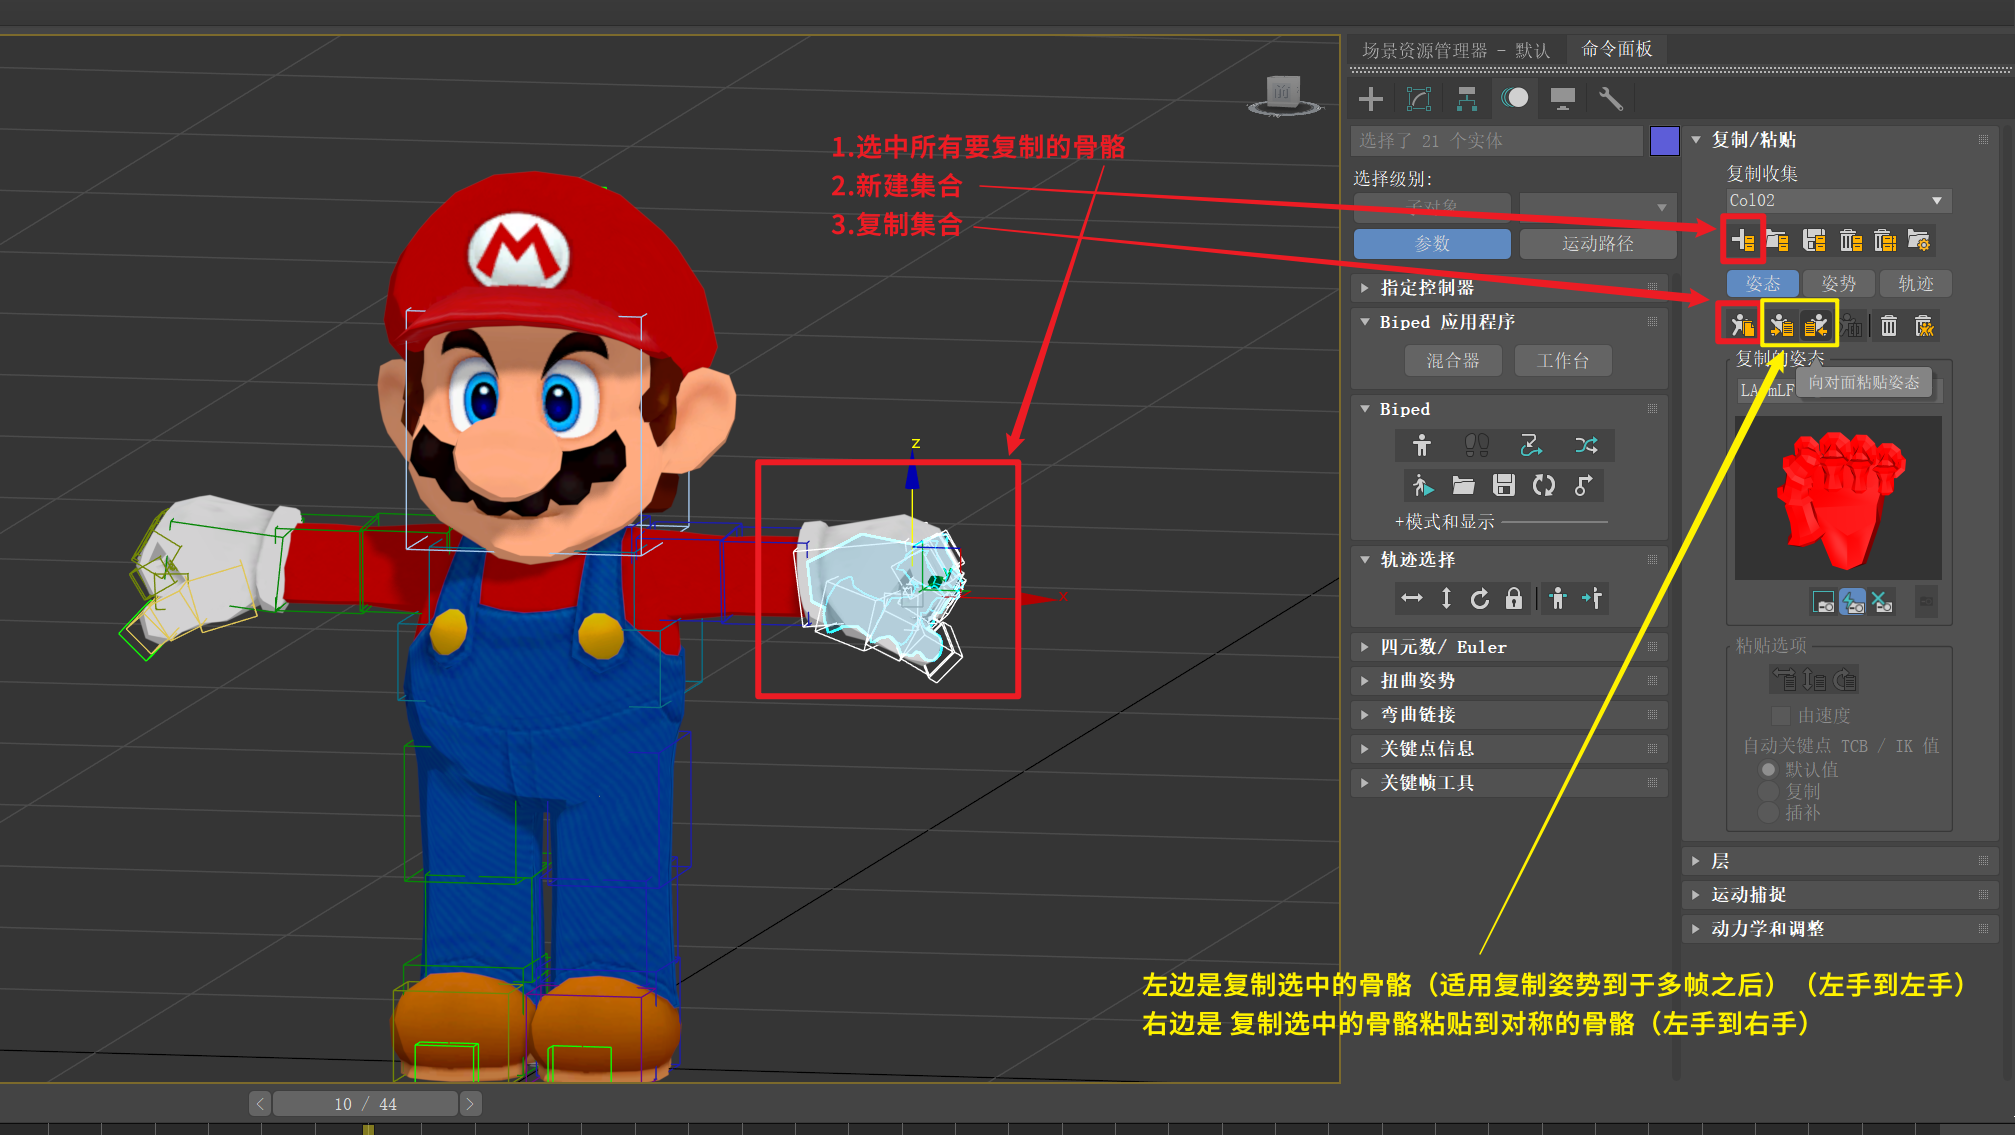 场景资源管理器 - 默认
命令面板
选择了 21 个实体
选择级别:
子对象
参数
运动路径
指定控制器
Biped 应用程序
混合器
工作台
Biped
+模式和显示
轨迹选择
四元数/ Euler
扭曲姿势
弯曲链接
关键点信息
关键帧工具
复制/粘贴
复制收集
Col02
姿态
姿势
轨迹
复制的姿态
向对面粘贴姿态
粘贴选项
由速度
自动关键点 TCB / IK 值
默认值
复制
插补
层
运动捕捉
动力学和调整
1.选中所有要复制的骨骼
2.新建集合
3.复制集合
前
M
z
y
x
左边是复制选中的骨骼（适用复制姿势到于多帧之后）（左手到左手）
右边是 复制选中的骨骼粘贴到对称的骨骼（左手到右手）
< 10 / 44 >